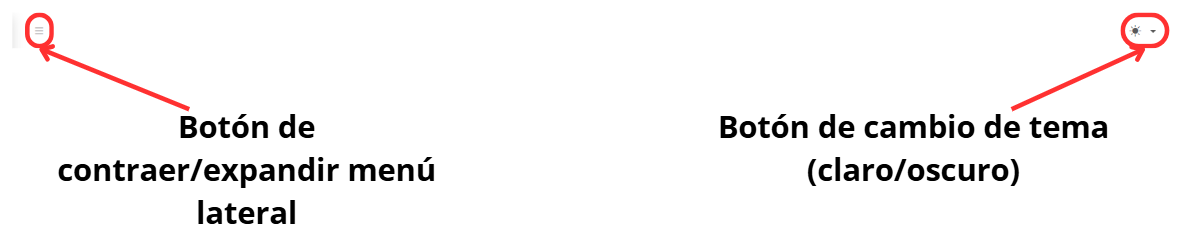 Botón de
contraer/expandir menú
lateral
Botón de cambio de tema
(claro/oscuro)